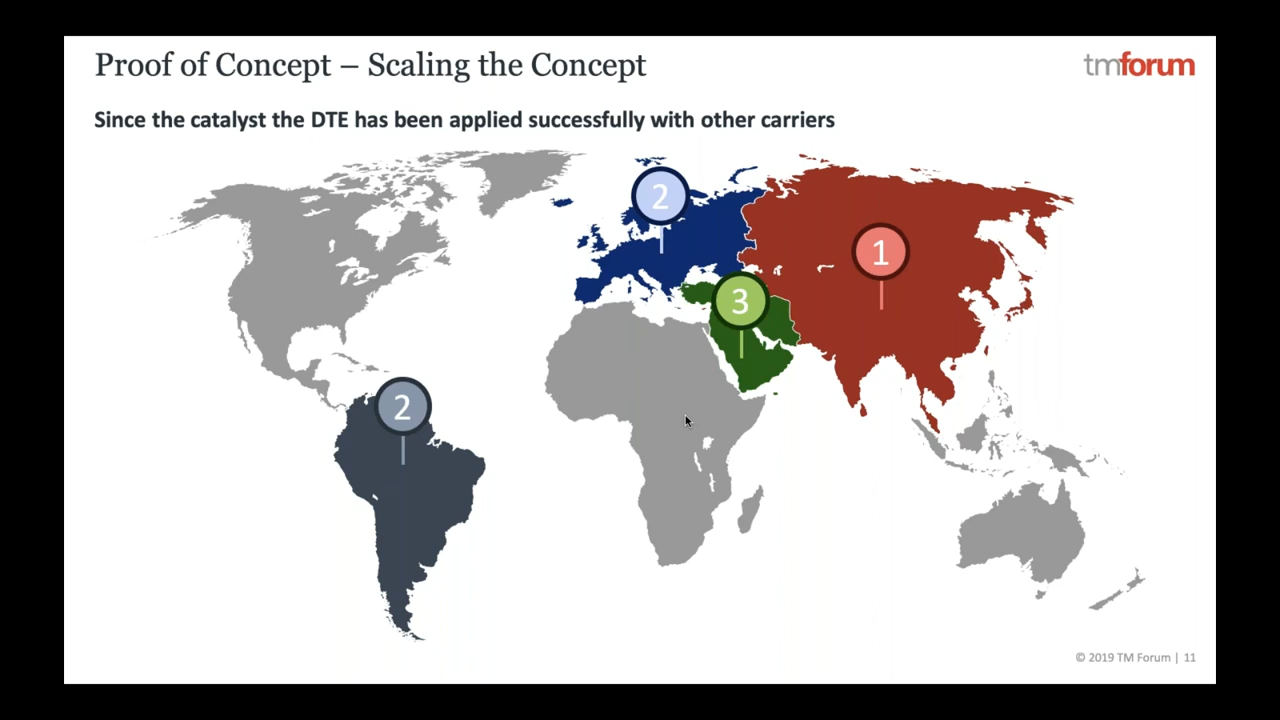 Proof of Concept – Scaling the Concept
tmforum
Since the catalyst the DTE has been applied successfully with other carriers
2
1
3
2
© 2019 TM Forum | 11